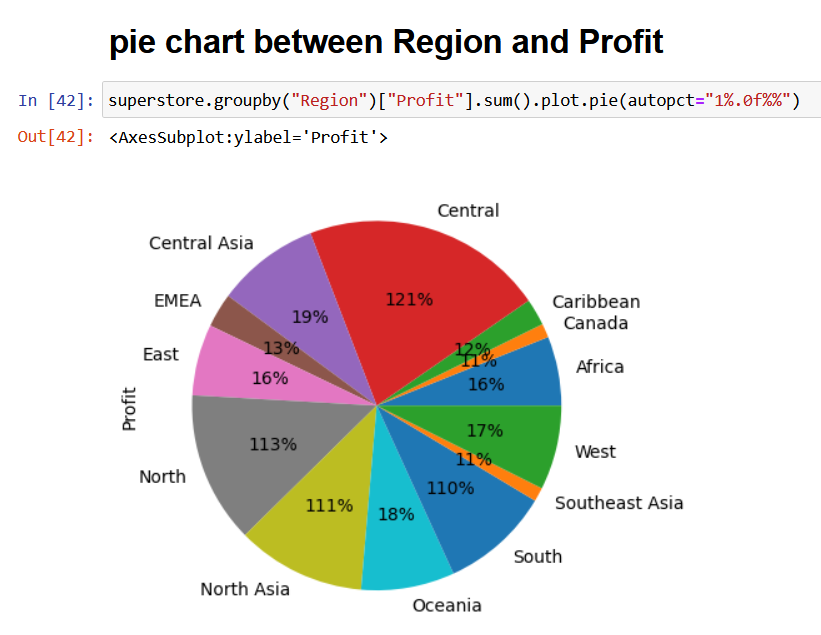 pie chart between Region and Profit
In [42]: superstore.groupby("Region")["Profit"].sum().plot.pie(autopct="1%.0f%%")
Out[42]: <AxesSubplot:ylabel='Profit'>
Central
Central Asia
EMEA
East
North
North Asia
Oceania
South
Southeast Asia
West
Africa
Canada
Caribbean
Profit
121%
19%
13%
16%
113%
111%
18%
110%
11%
17%
16%
11%
12%